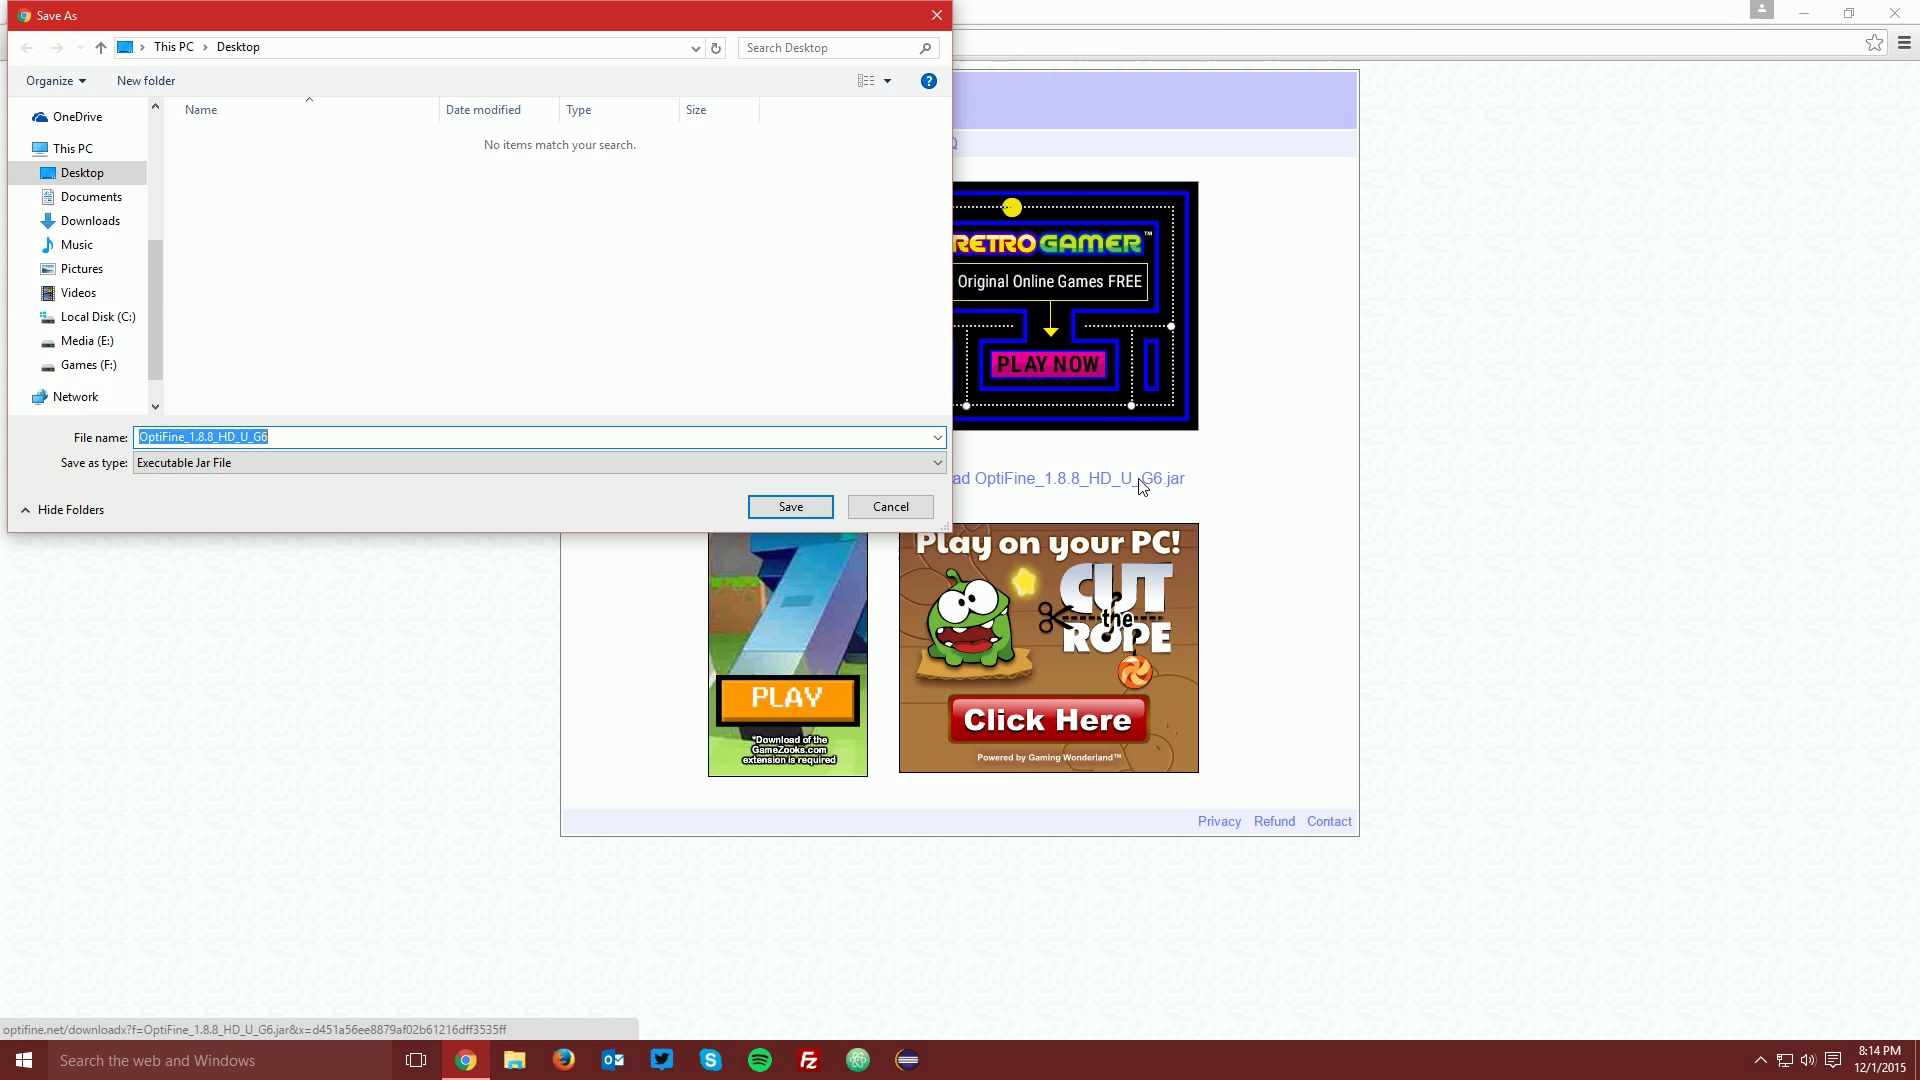 Save As
This PC
Desktop
Search Desktop
Organize
New folder
Name
Date modified
Type
Size
No items match your search.
OneDrive
This PC
Desktop
Documents
Downloads
Music
Pictures
Videos
Local Disk (C:)
Media (E:)
Games (F:)
Network
File name: OptiFine_1.8.8_HD_U_G6
Save as type: Executable Jar File
Hide Folders
Save
Cancel
RETROGAMER™
Original Online Games FREE
PLAY NOW
ad OptiFine_1.8.8_HD_U_G6.jar
PLAY
*Download of the
GameZooks.com
extension is required
Play on your PC!
CUT
the
ROPE
Click Here
Powered by Gaming Wonderland™
Privacy Refund Contact
optifine.net/downloadx?f=OptiFine_1.8.8_HD_U_G6.jar&x=d451a56ee8879af02b61216dff3535ff
Search the web and Windows
8:14 PM
12/1/2015